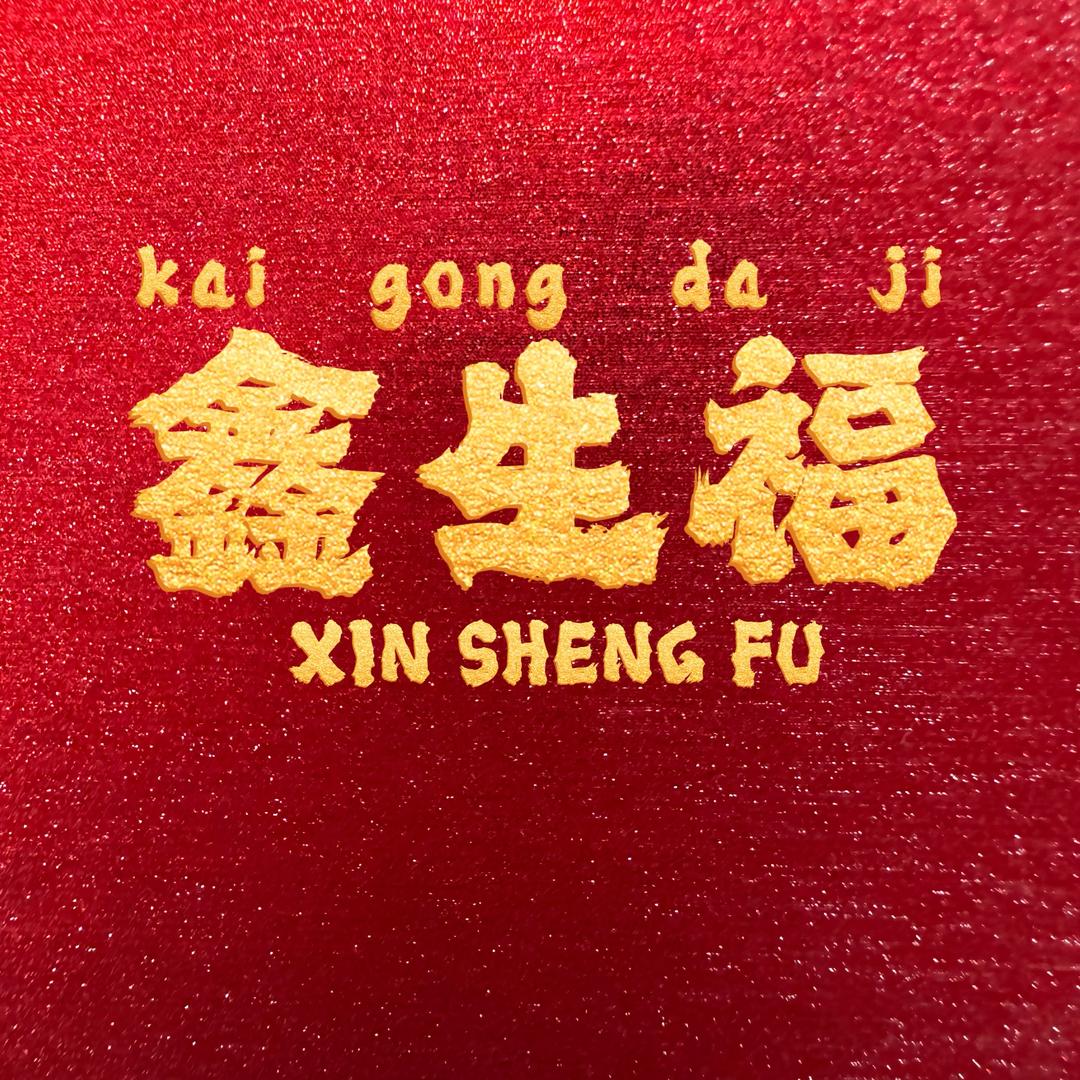 kai gong da ji
鑫生福
XIN SHENG FU